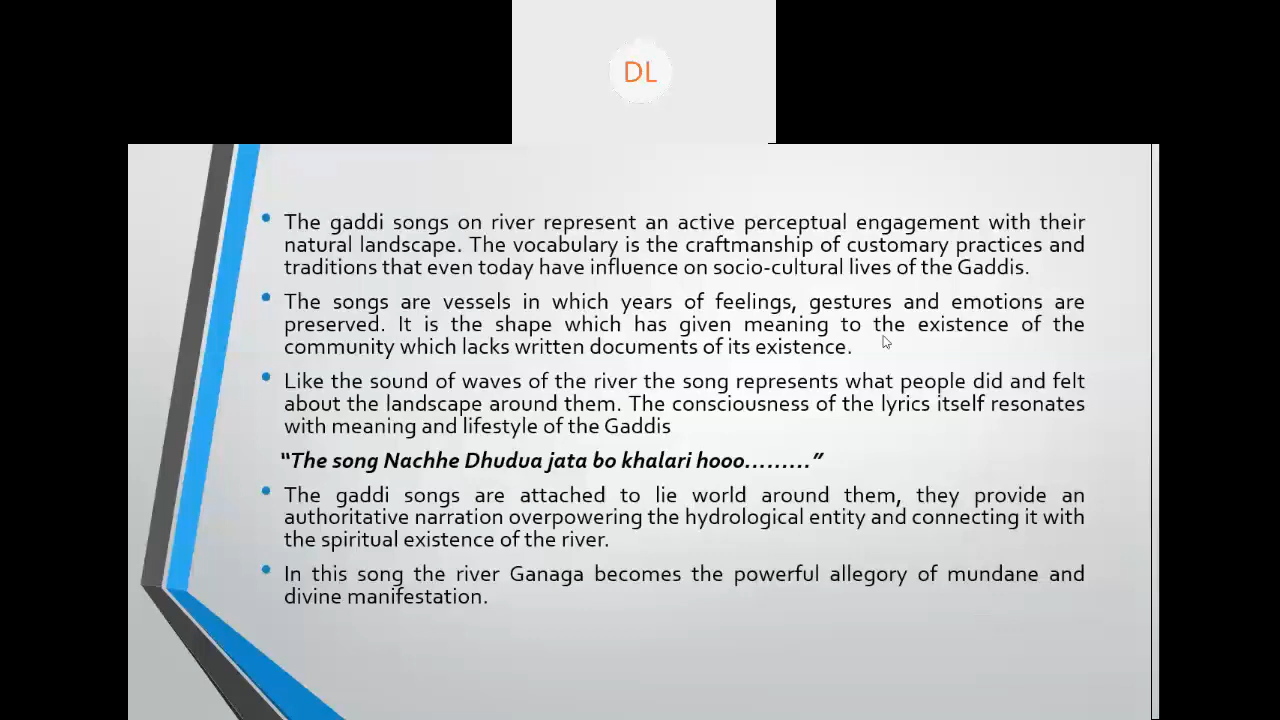 DL
The gaddi songs on river represent an active perceptual engagement with their
natural landscape. The vocabulary is the craftmanship of customary practices and
traditions that even today have influence on socio-cultural lives of the Gaddis.
The songs are vessels in which years of feelings, gestures and emotions are
preserved. It is the shape which has given meaning to the existence of the
community which lacks written documents of its existence.
Like the sound of waves of the river the song represents what people did and felt
about the landscape around them. The consciousness of the lyrics itself resonates
with meaning and lifestyle of the Gaddis
“The song Nachhe Dhudua jata bo khalari hooo.........”
The gaddi songs are attached to lie world around them, they provide an
authoritative narration overpowering the hydrological entity and connecting it with
the spiritual existence of the river.
In this song the river Ganaga becomes the powerful allegory of mundane and
divine manifestation.